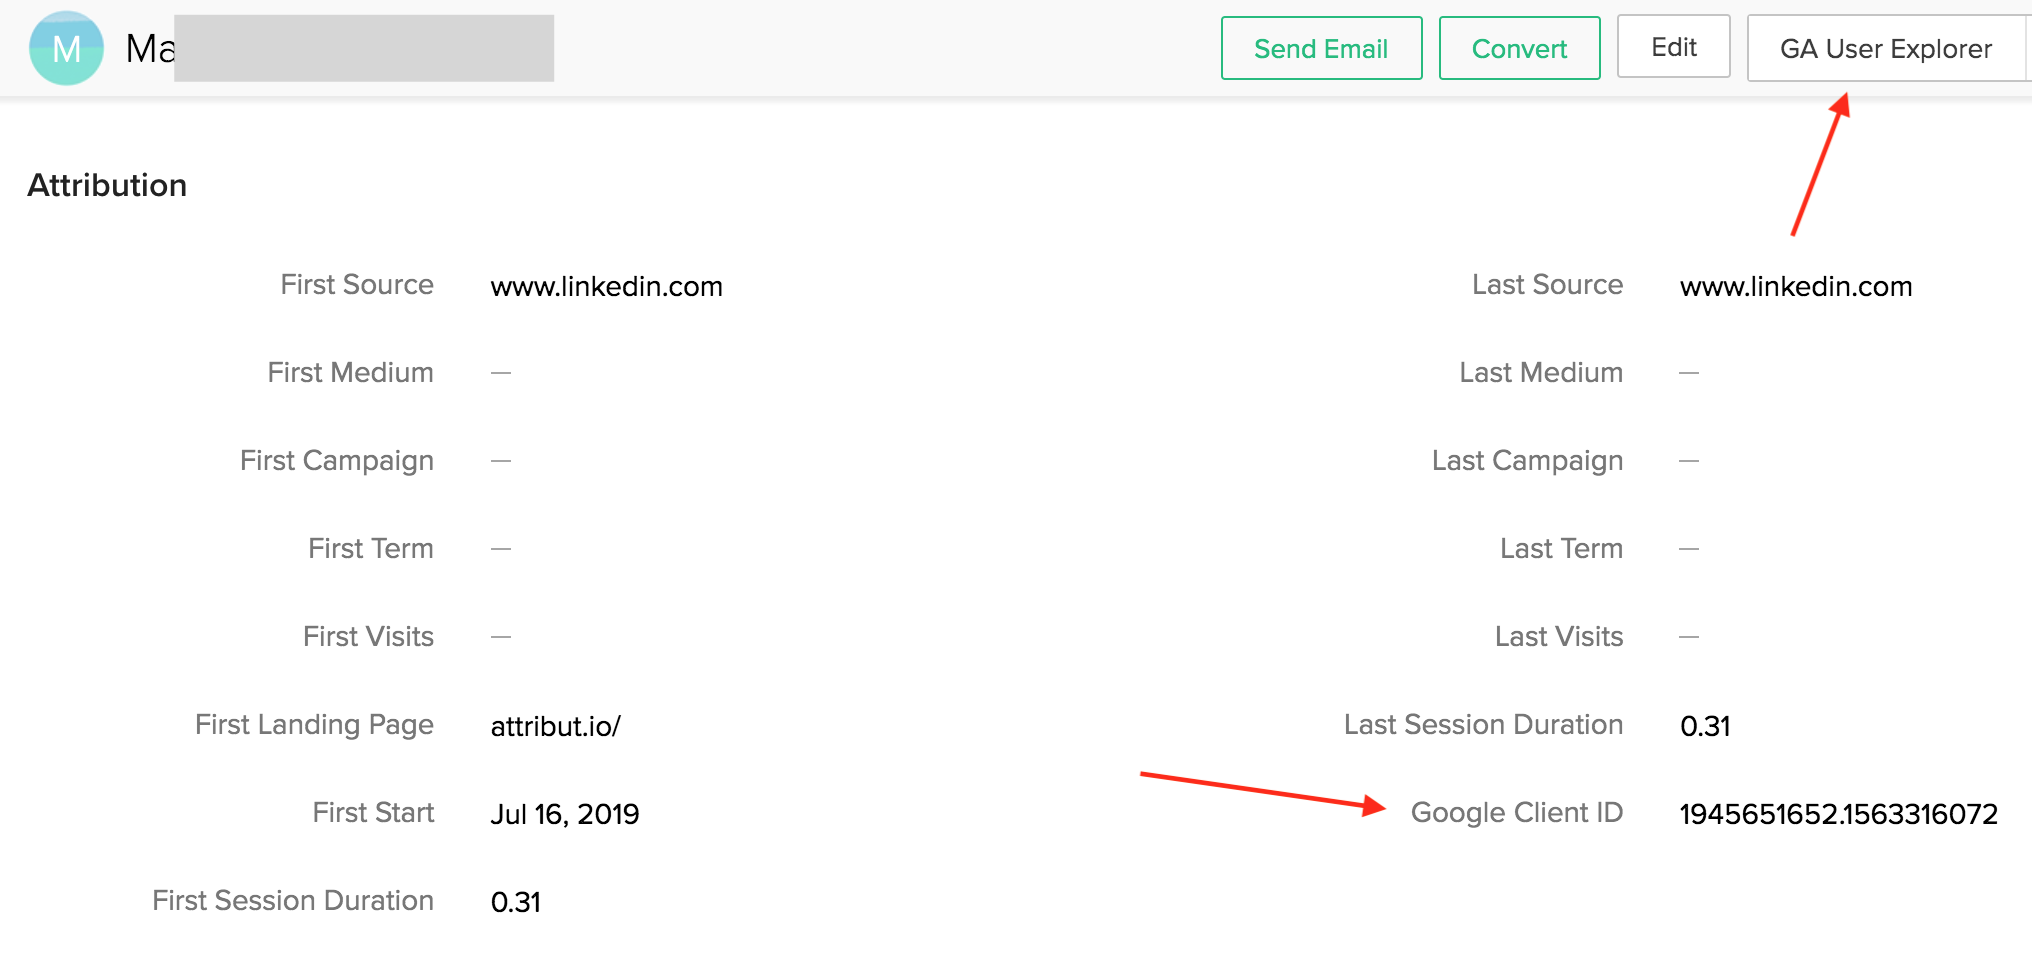 M Ma Send Email Convert Edit GA User Explorer
Attribution
First Source www.linkedin.com Last Source www.linkedin.com
First Medium — Last Medium —
First Campaign — Last Campaign —
First Term — Last Term —
First Visits — Last Visits —
First Landing Page attribut.io/ Last Session Duration 0.31
First Start Jul 16, 2019 Google Client ID 1945651652.1563316072
First Session Duration 0.31